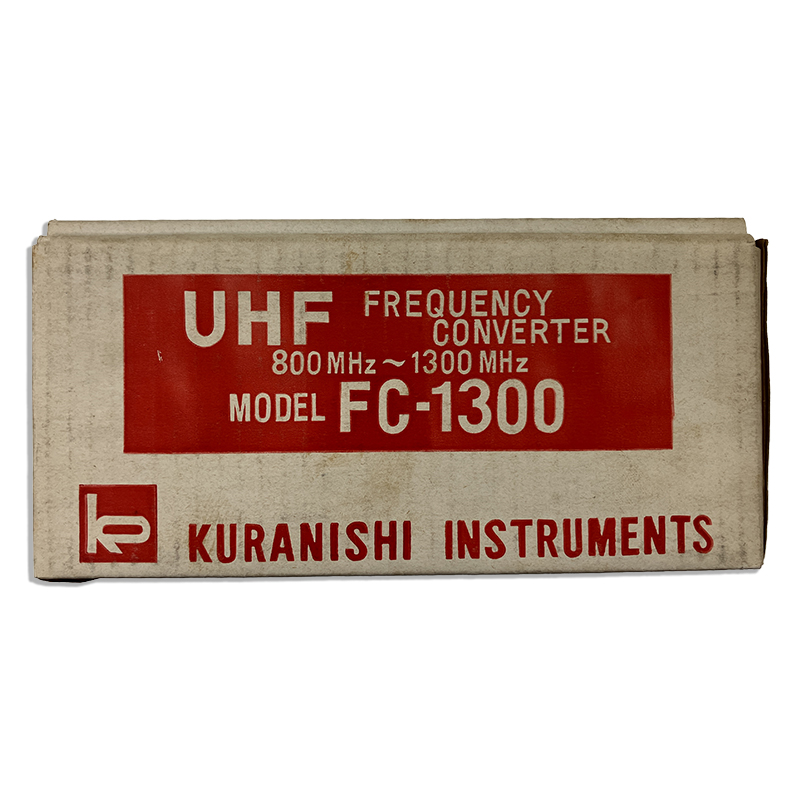 UHF FREQUENCY
CONVERTER
800 MHz ~ 1300 MHz
MODEL FC-1300
KURANISHI INSTRUMENTS